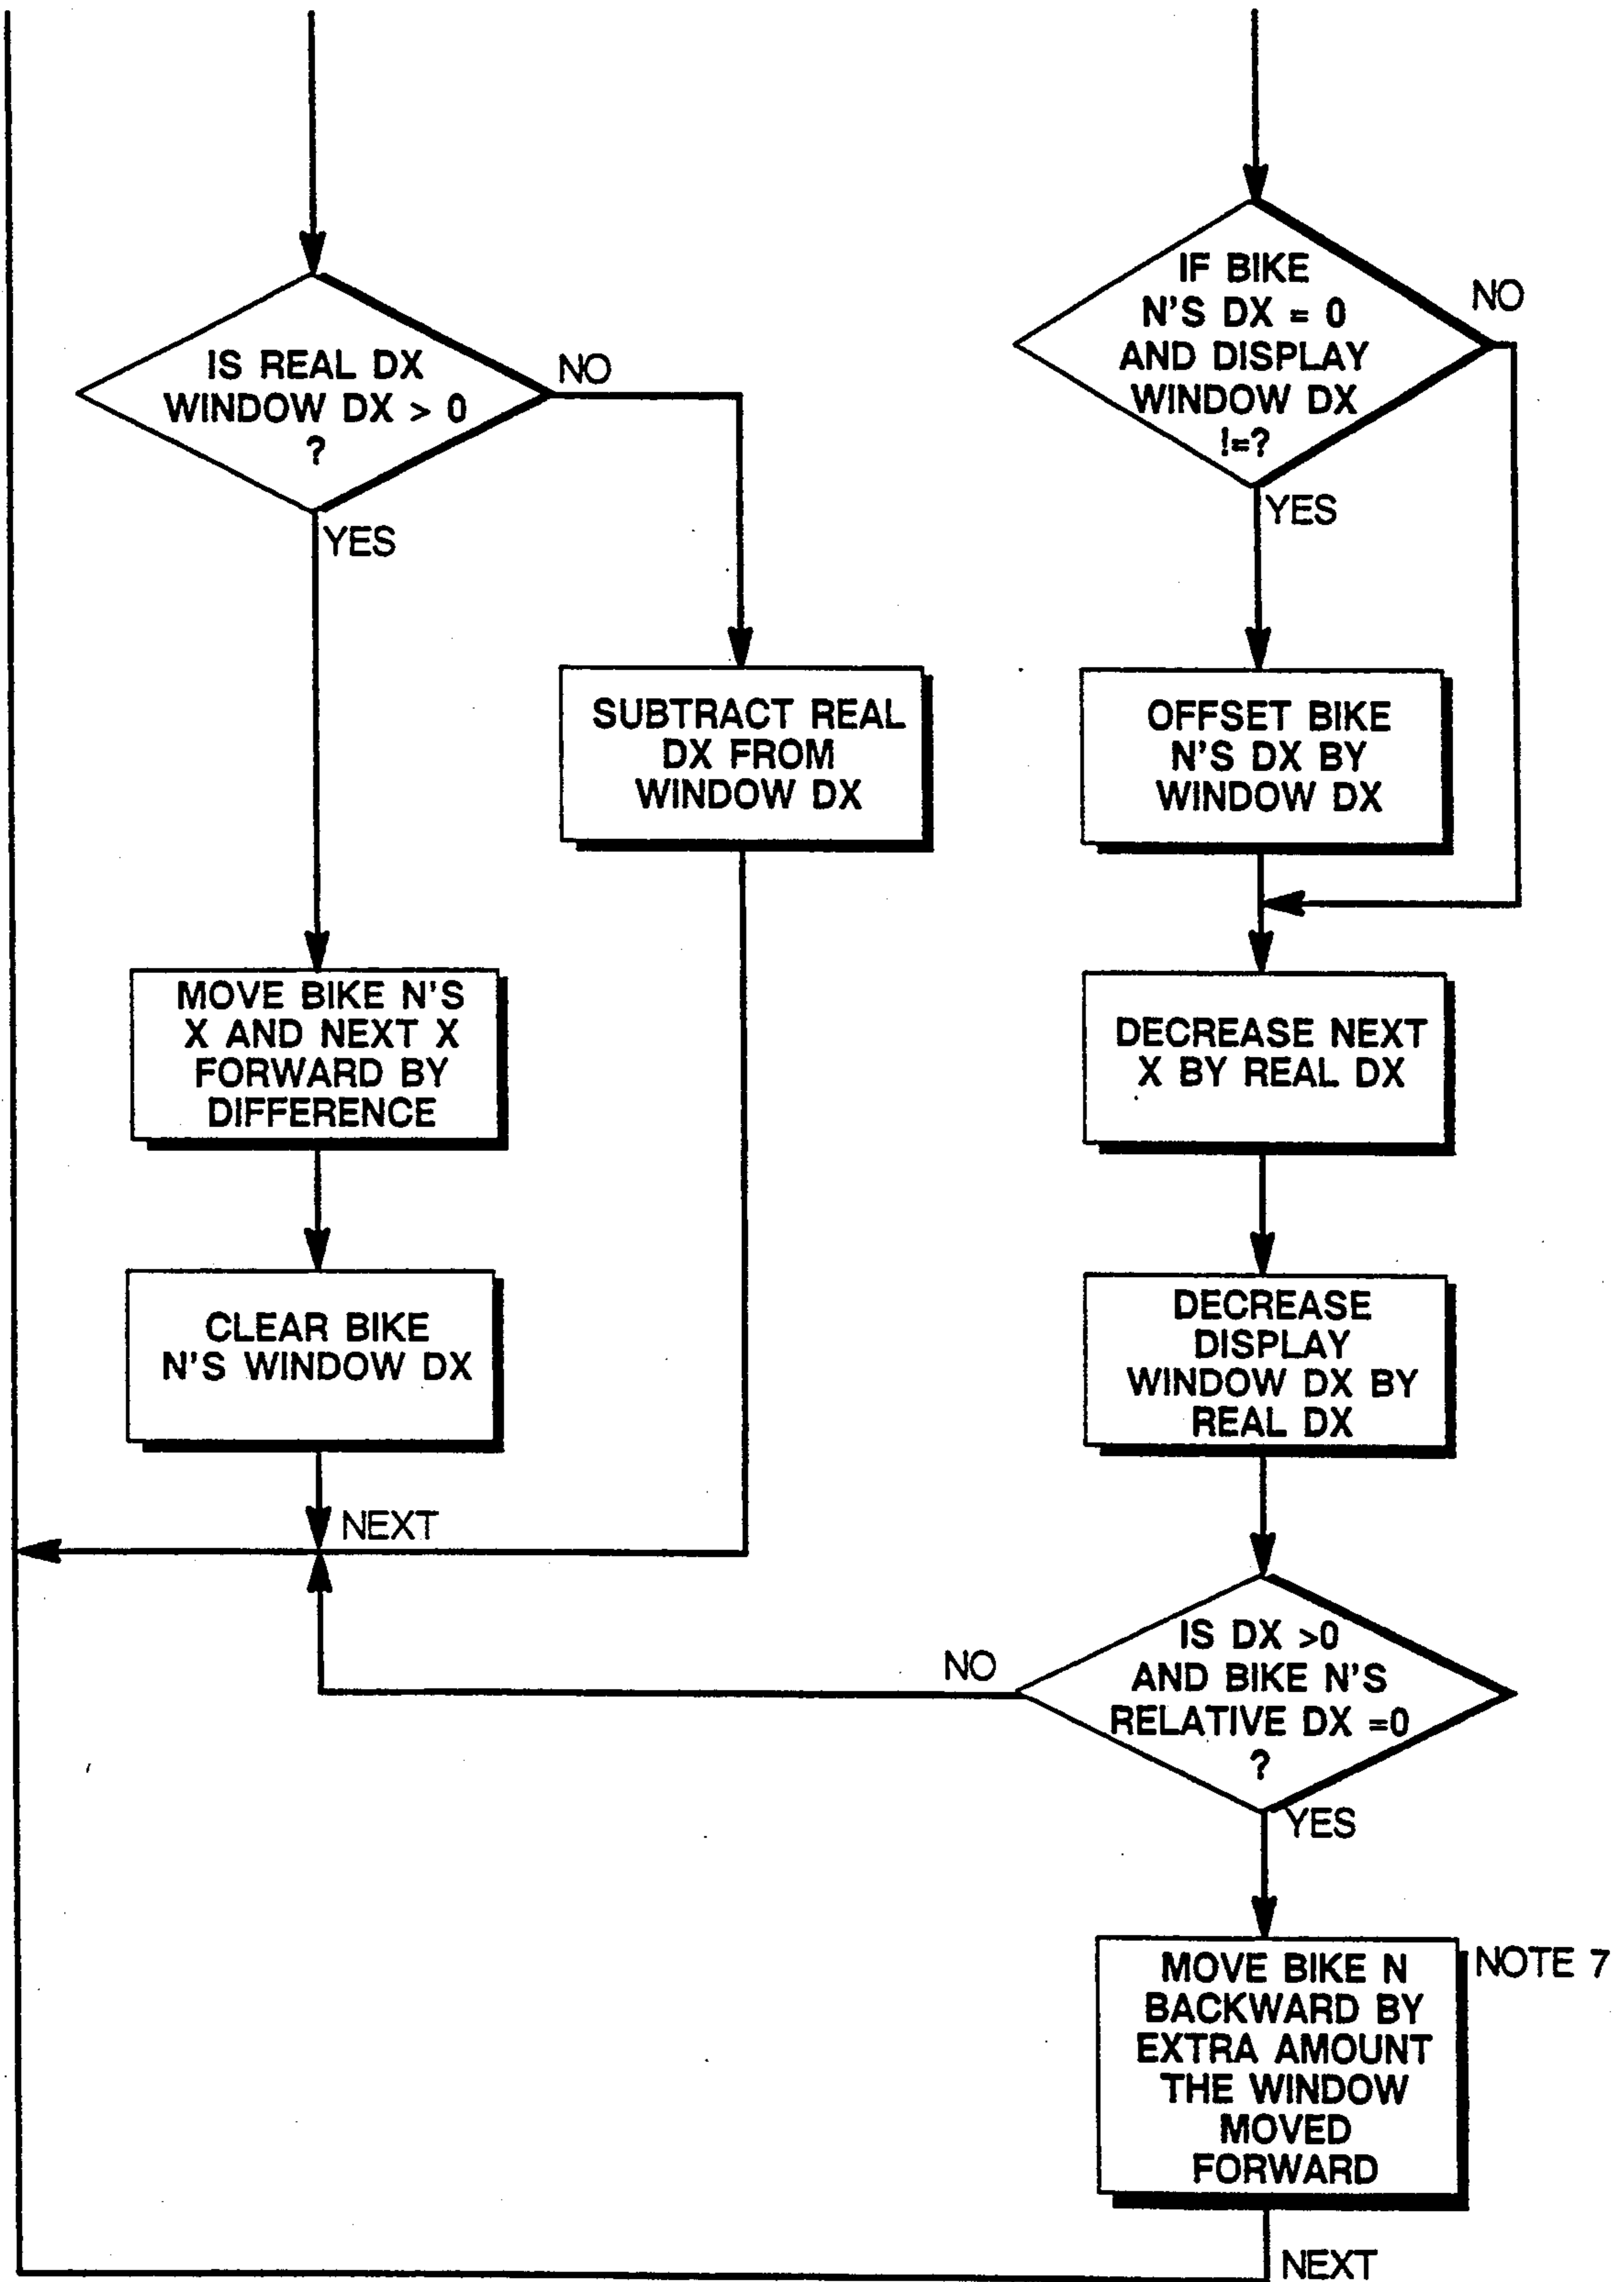 IS REAL DX
WINDOW DX > 0
?
NO
YES
SUBTRACT REAL
DX FROM
WINDOW DX
MOVE BIKE N'S
X AND NEXT X
FORWARD BY
DIFFERENCE
CLEAR BIKE
N'S WINDOW DX
NEXT
IF BIKE
N'S DX = 0
AND DISPLAY
WINDOW DX
!=?
NO
YES
OFFSET BIKE
N'S DX BY
WINDOW DX
DECREASE NEXT
X BY REAL DX
DECREASE
DISPLAY
WINDOW DX BY
REAL DX
IS DX >0
AND BIKE N'S
RELATIVE DX =0
?
NO
YES
MOVE BIKE N
BACKWARD BY
EXTRA AMOUNT
THE WINDOW
MOVED
FORWARD
NOTE 7
NEXT